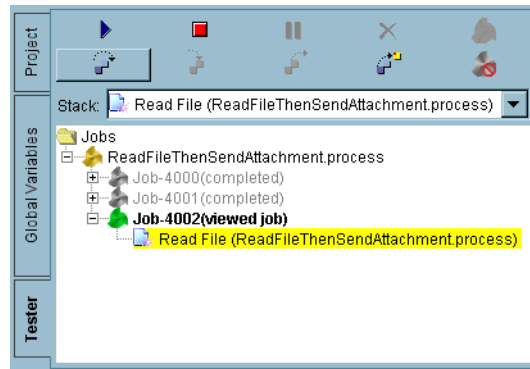 Project
Global Variables
Tester
Stack: Read File (ReadFileThenSendAttachment.process)
Jobs
ReadFileThenSendAttachment.process
Job-4000(completed)
Job-4001(completed)
Job-4002(viewed job)
Read File (ReadFileThenSendAttachment.process)